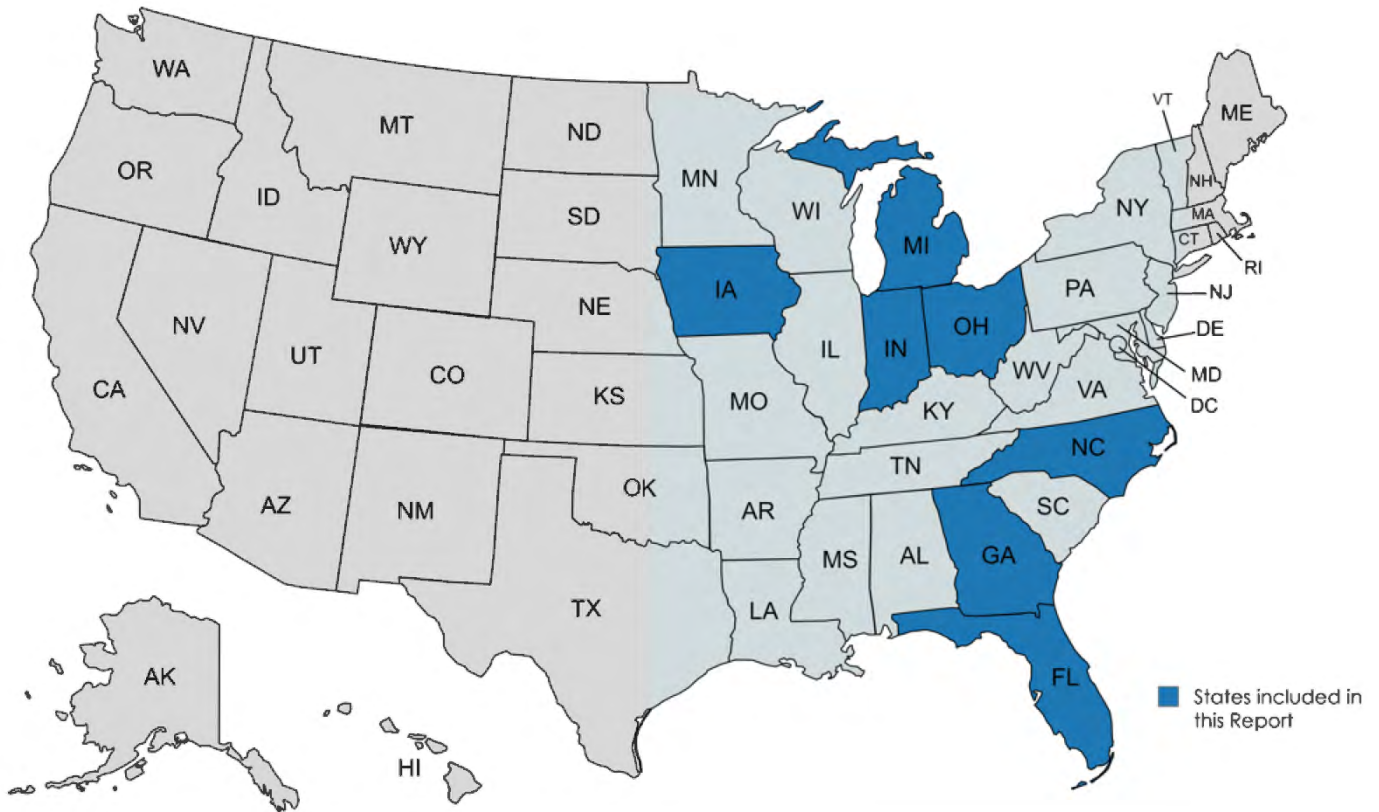 WA
MT
ND
MN
VT
ME
OR
ID
SD
WI
NH
NY
MA
WY
MI
CT
RI
IA
PA
NJ
NE
NV
OH
DE
UT
IL
IN
CA
CO
WV
MD
KS
MO
VA
DC
KY
NC
TN
OK
AZ
NM
AR
SC
MS
AL
GA
TX
LA
AK
FL
HI
States included in
this Report